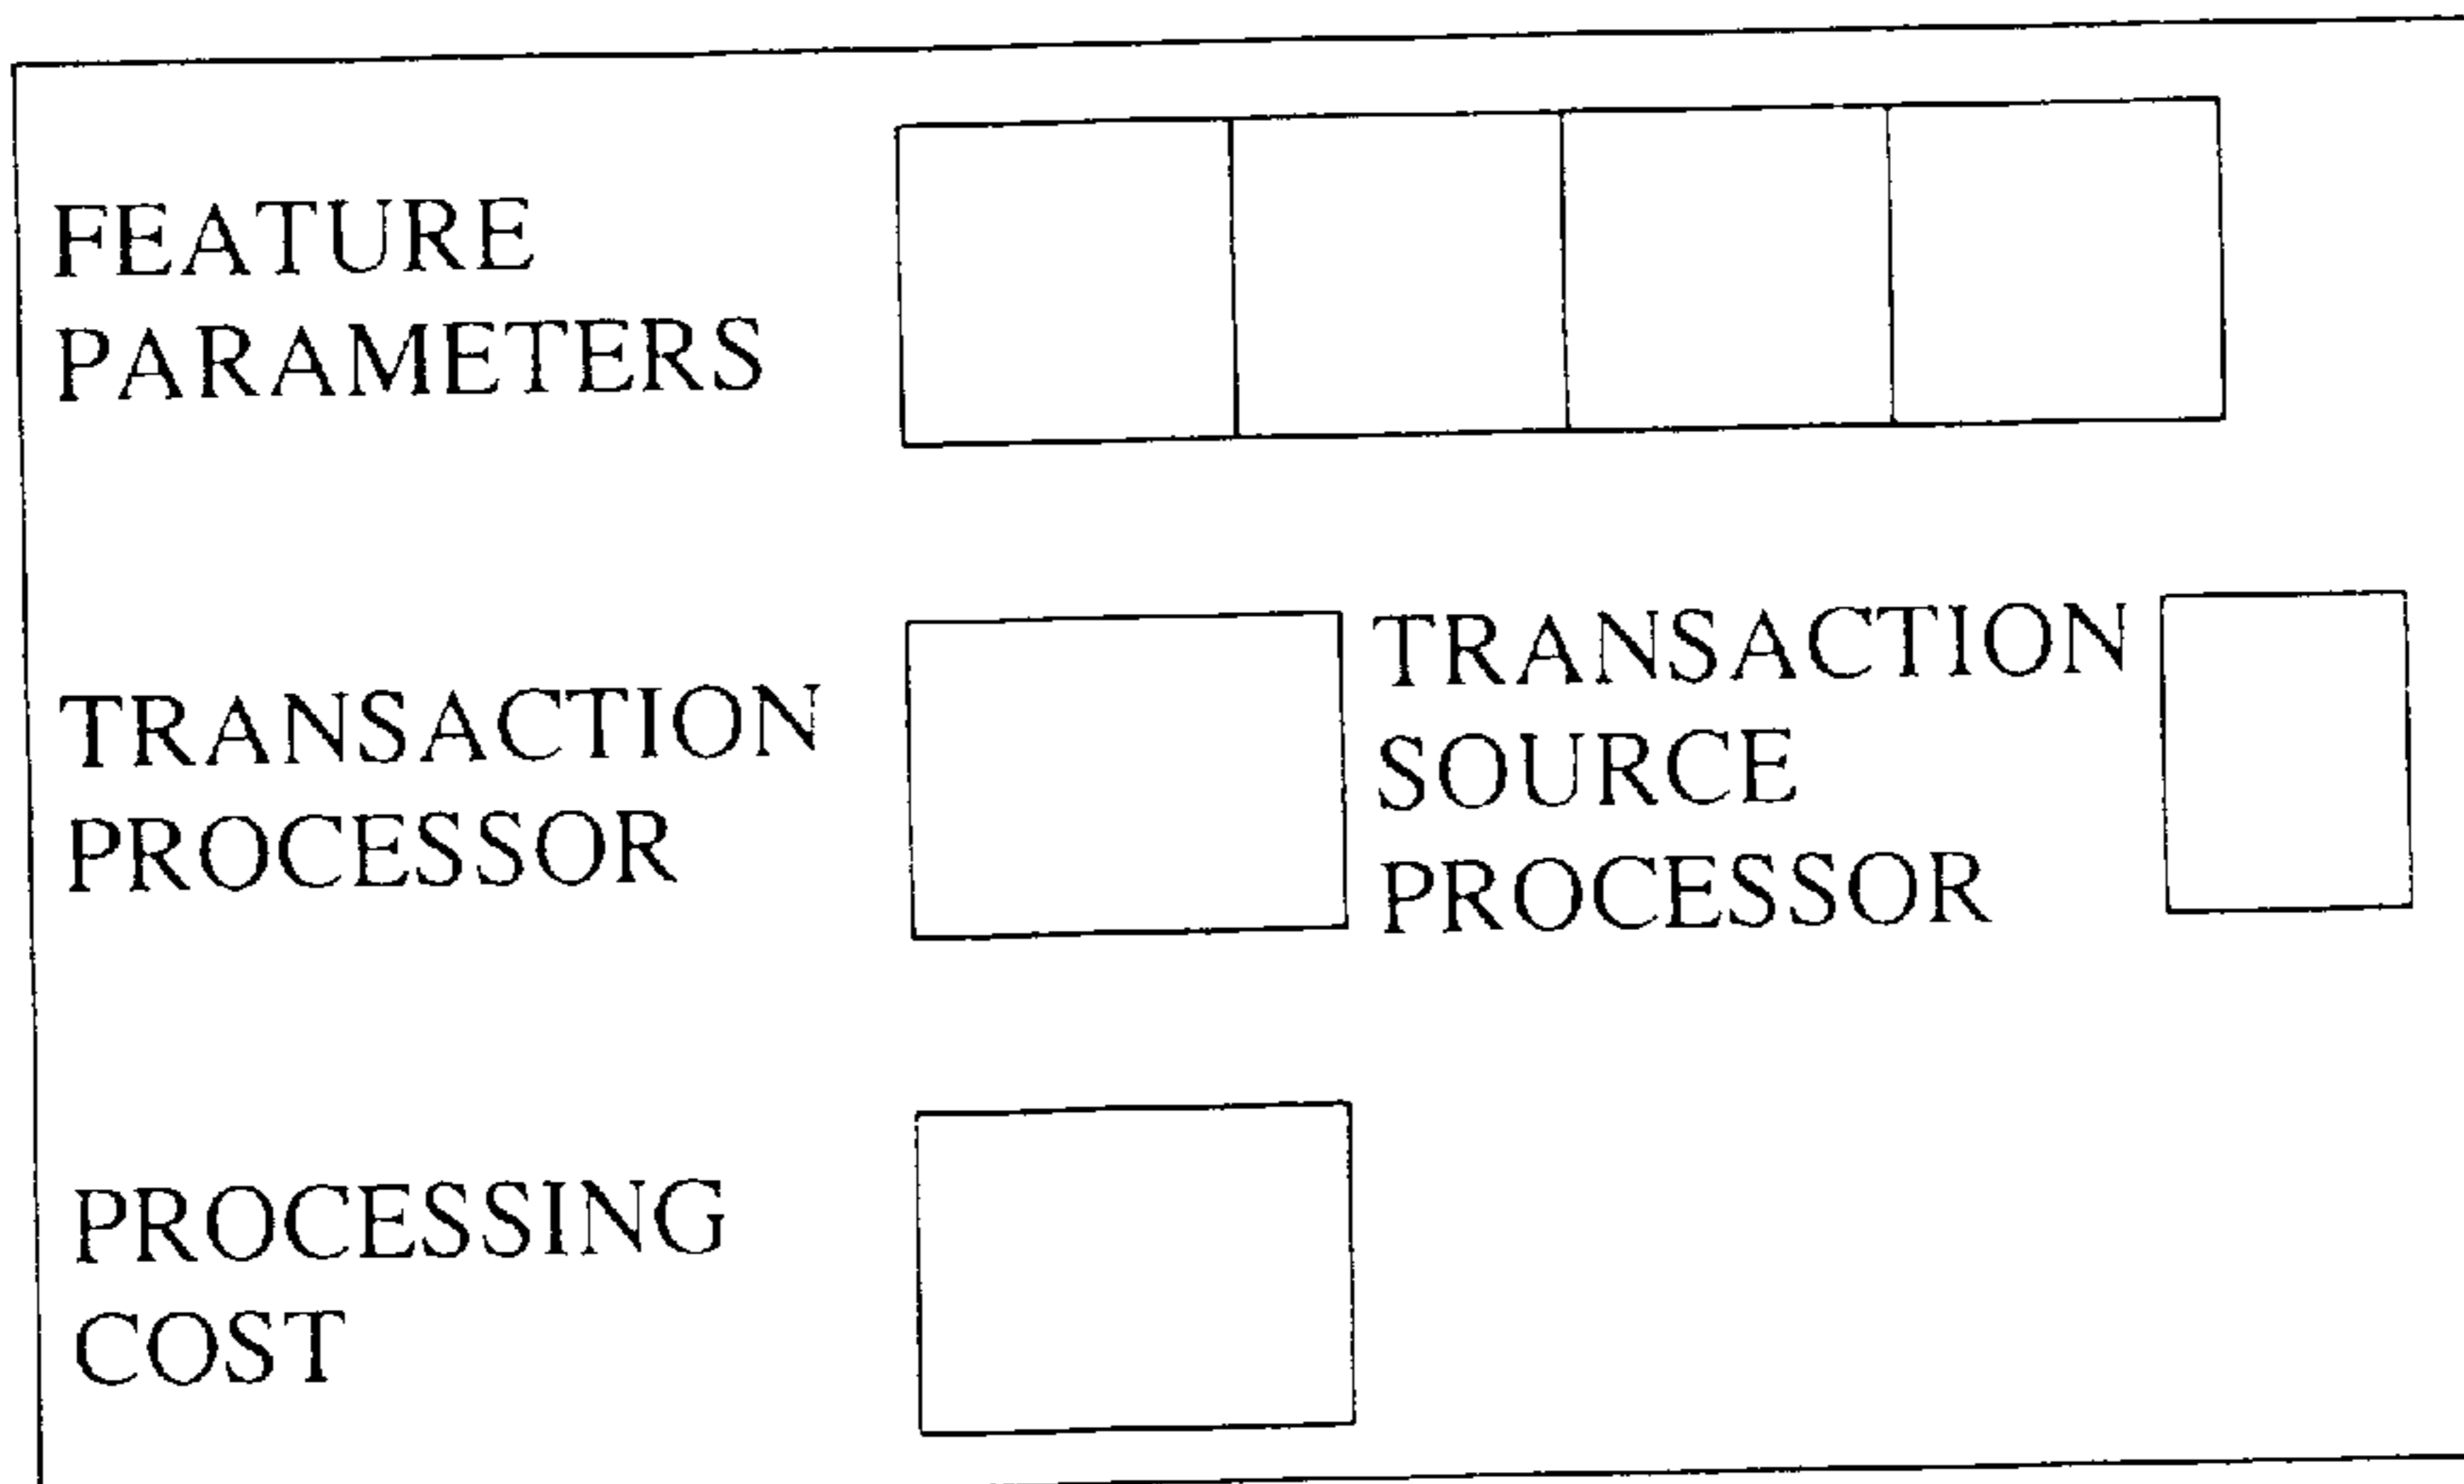 FEATURE
PARAMETERS
TRANSACTION
PROCESSOR
TRANSACTION
SOURCE
PROCESSOR
PROCESSING
COST